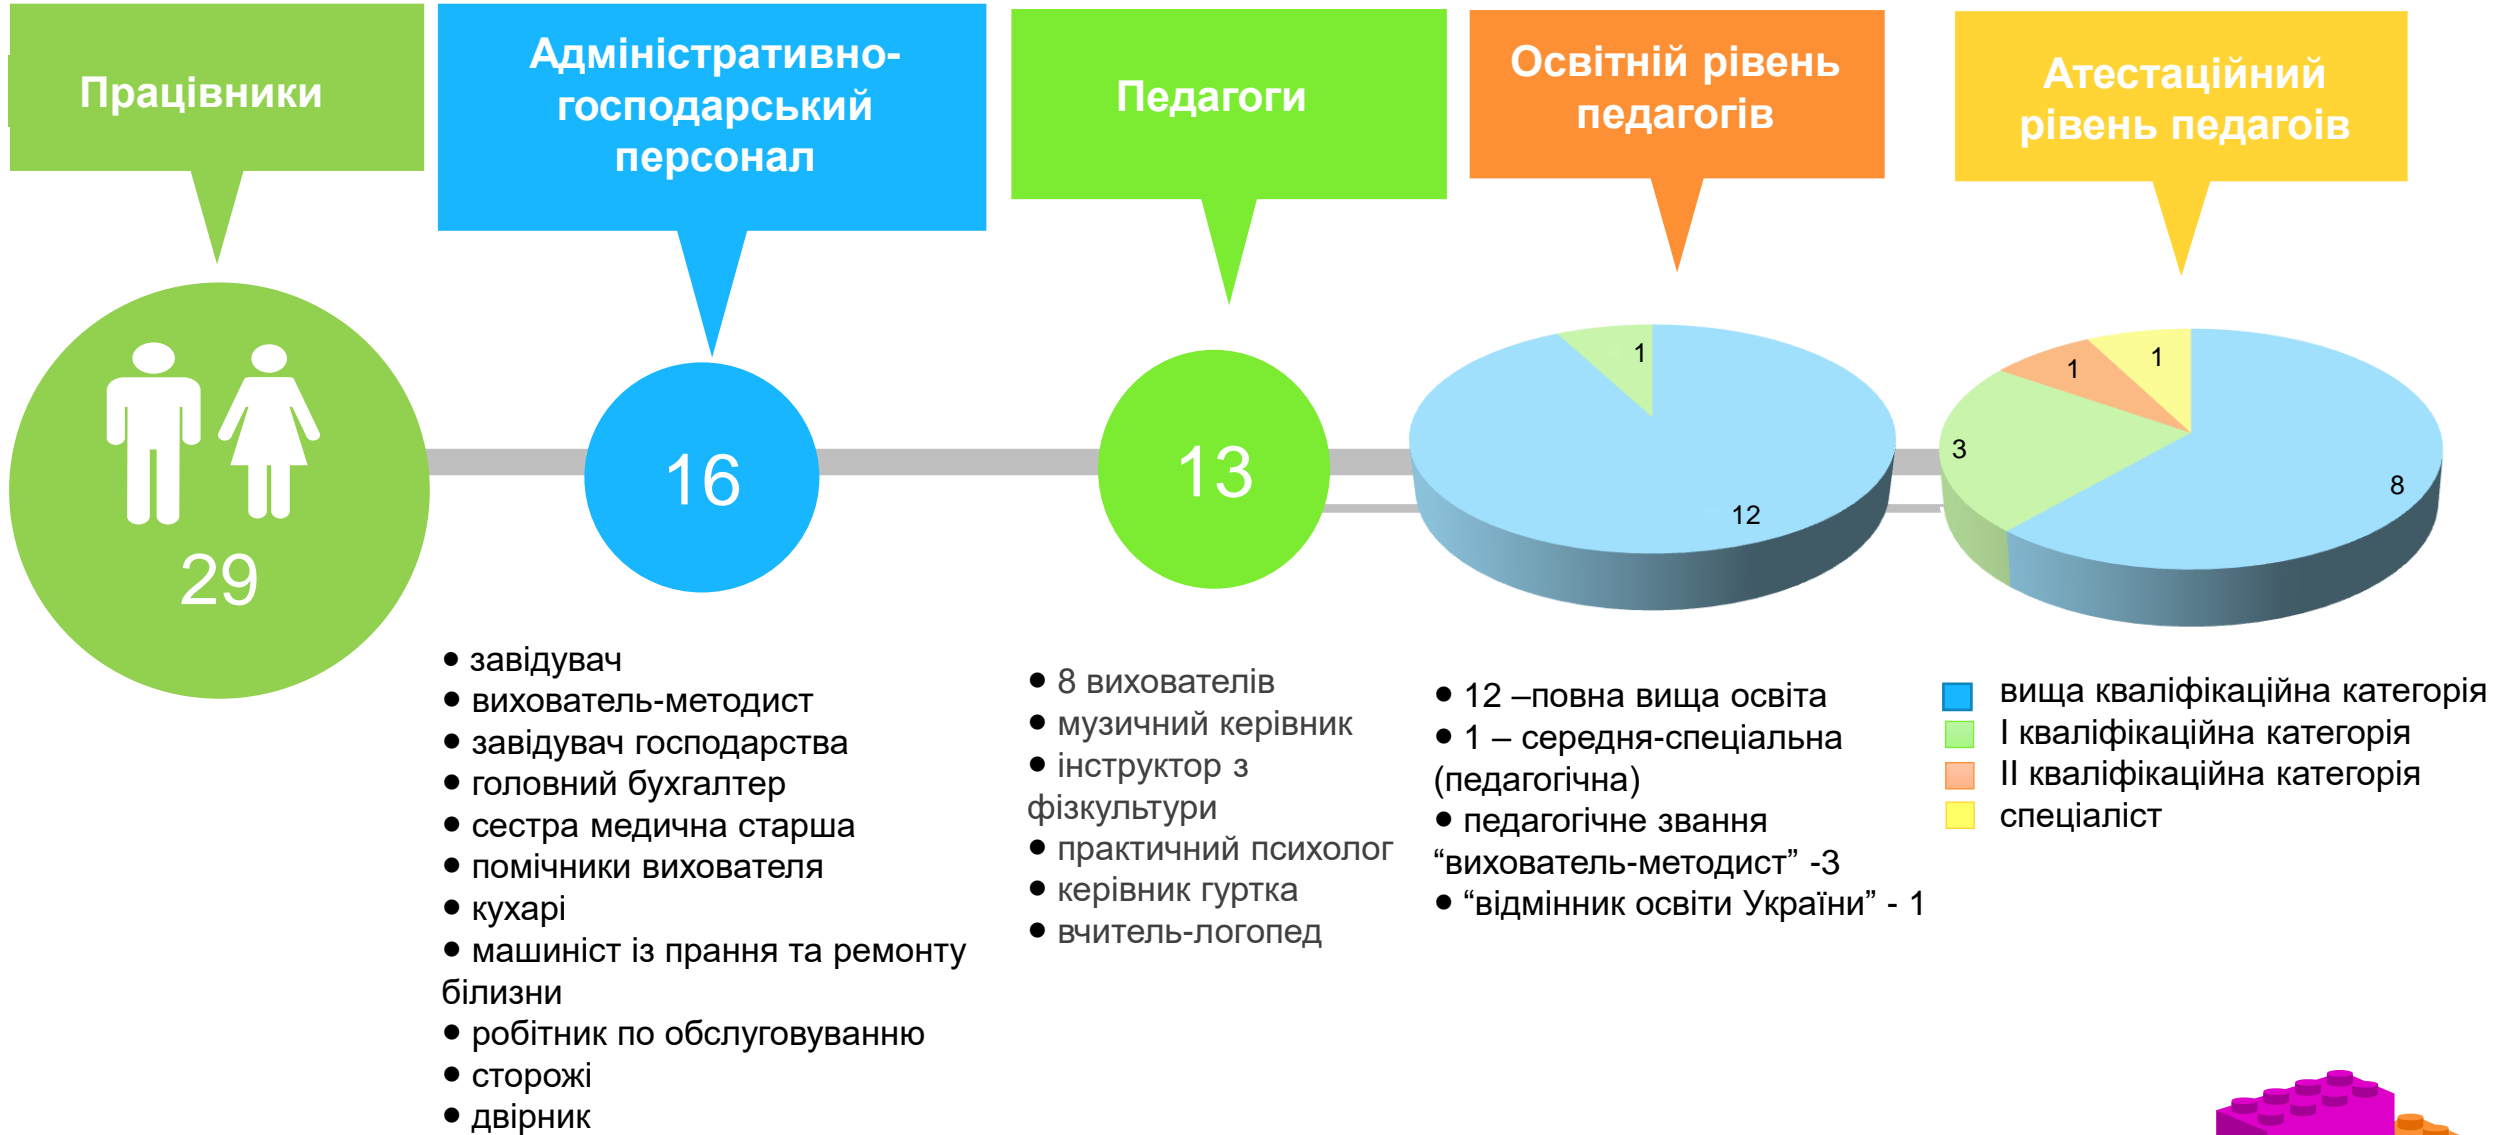 Працівники
Адміністративно-
господарський
персонал
Педагоги
Освітній рівень
педагогів
Атестаційний
рівень педагоів
29
16
13
1
12
1
1
3
8
● завідувач
● вихователь-методист
● завідувач господарства
● головний бухгалтер
● сестра медична старша
● помічники вихователя
● кухарі
● машиніст із прання та ремонту
білизни
● робітник по обслуговуванню
● сторожі
● двірник
● 8 вихователів
● музичний керівник
● інструктор з
фізкультури
● практичний психолог
● керівник гуртка
● вчитель-логопед
● 12 –повна вища освіта
● 1 – середня-спеціальна
(педагогічна)
● педагогічне звання
“вихователь-методист” -3
● “відмінник освіти України” - 1
вища кваліфікаційна категорія
І кваліфікаційна категорія
ІІ кваліфікаційна категорія
спеціаліст